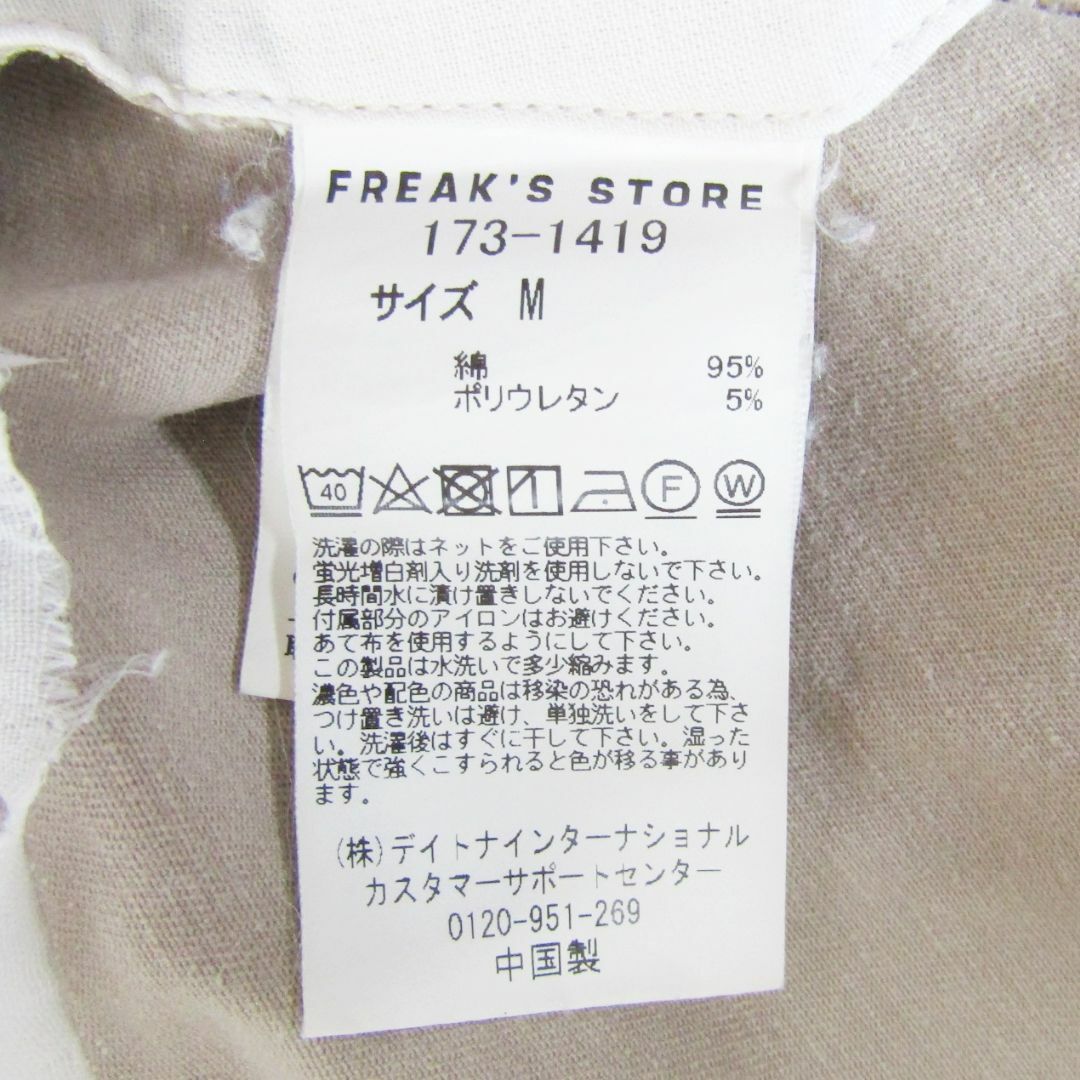 FREAK'S STORE
173-1419
サイズ M
綿 95%
ポリウレタン 5%
40 F W
洗濯の際はネットをご使用下さい。
蛍光増白剤入り洗剤を使用しないで下さい。
長時間水に漬け置きしないでください。
付属部分のアイロンはお避けください。
あて布を使用するようにして下さい。
この製品は水洗いで多少縮みます。
濃色や配色の商品は移染の恐れがある為、
つけ置き洗いは避け、単独洗いをして下さ
い。洗濯後はすぐに干して下さい。湿った
状態で強くこすられると色が移る事があり
ます。
(株)デイトナインターナショナル
カスタマーサポートセンター
0120-951-269
中国製